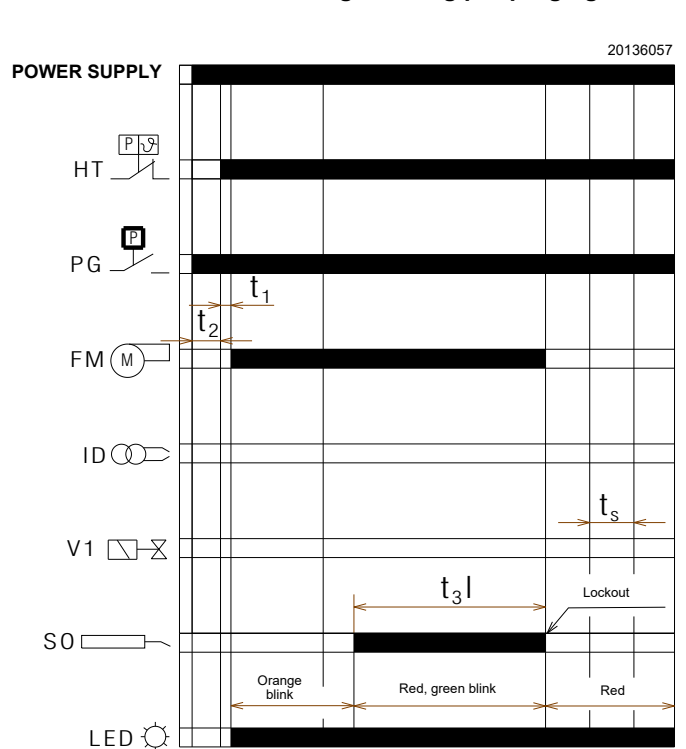 20136057
POWER SUPPLY
P ϑ
HT
P
PG
t1
t2
FM M
ID
ts
V1
t3l
Lockout
SO
Orange
blink
Red, green blink
Red
LED